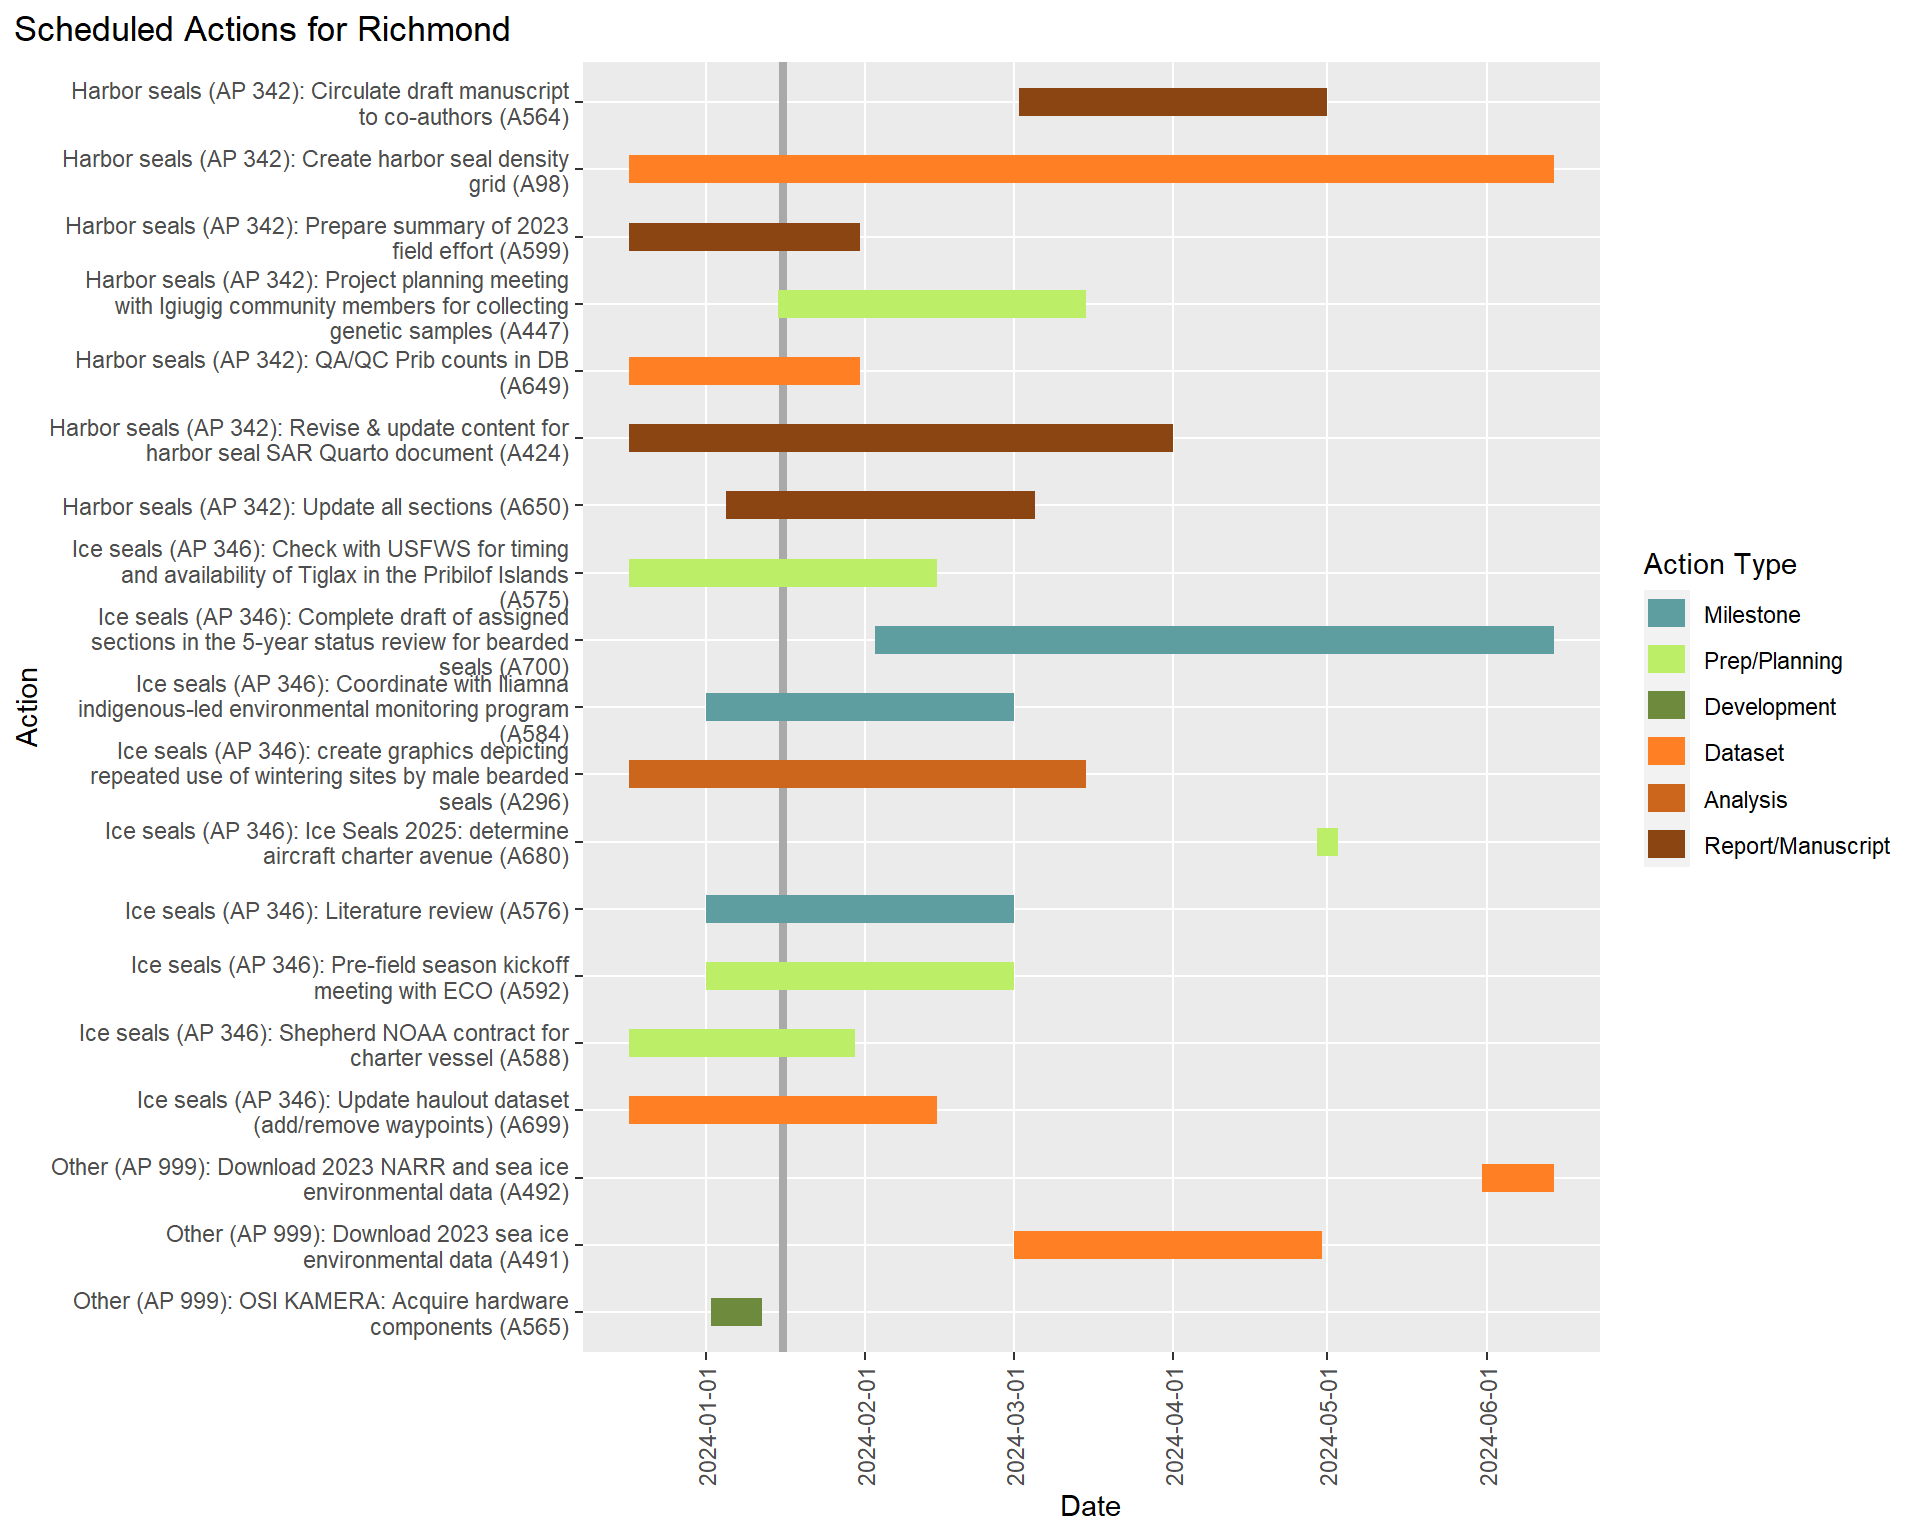 Scheduled Actions for Richmond
Harbor seals (AP 342): Circulate draft manuscript
to co-authors (A564)
Harbor seals (AP 342): Create harbor seal density
grid (A98)
Harbor seals (AP 342): Prepare summary of 2023
field effort (A599)
Harbor seals (AP 342): Project planning meeting
with Igiugig community members for collecting
genetic samples (A447)
Harbor seals (AP 342): QA/QC Prib counts in DB
(A649)
Harbor seals (AP 342): Revise & update content for
harbor seal SAR Quarto document (A424)
Harbor seals (AP 342): Update all sections (A650)
Ice seals (AP 346): Check with USFWS for timing
and availability of Tiglax in the Pribilof Islands
(A575)
Ice seals (AP 346): Complete draft of assigned
sections in the 5-year status review for bearded
seals (A700)
Ice seals (AP 346): Coordinate with Iliamna
indigenous-led environmental monitoring program
(A584)
Ice seals (AP 346): create graphics depicting
repeated use of wintering sites by male bearded
seals (A296)
Ice seals (AP 346): Ice Seals 2025: determine
aircraft charter avenue (A680)
Ice seals (AP 346): Literature review (A576)
Ice seals (AP 346): Pre-field season kickoff
meeting with ECO (A592)
Ice seals (AP 346): Shepherd NOAA contract for
charter vessel (A588)
Ice seals (AP 346): Update haulout dataset
(add/remove waypoints) (A699)
Other (AP 999): Download 2023 NARR and sea ice
environmental data (A492)
Other (AP 999): Download 2023 sea ice
environmental data (A491)
Other (AP 999): OSI KAMERA: Acquire hardware
components (A565)
Action
2024-01-01
2024-02-01
2024-03-01
2024-04-01
2024-05-01
2024-06-01
Date
Action Type
Milestone
Prep/Planning
Development
Dataset
Analysis
Report/Manuscript